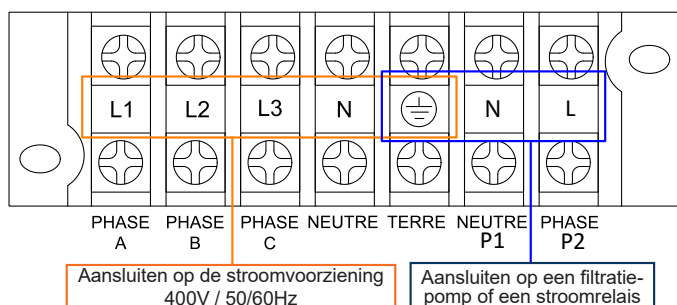 L1 L2 L3 N N L
PHASE A PHASE B PHASE C NEUTRE TERRE NEUTRE P1 PHASE P2
Aansluiten op de stroomvoorziening
400V / 50/60Hz
Aansluiten op een filtratie-
pomp of een stroomrelais